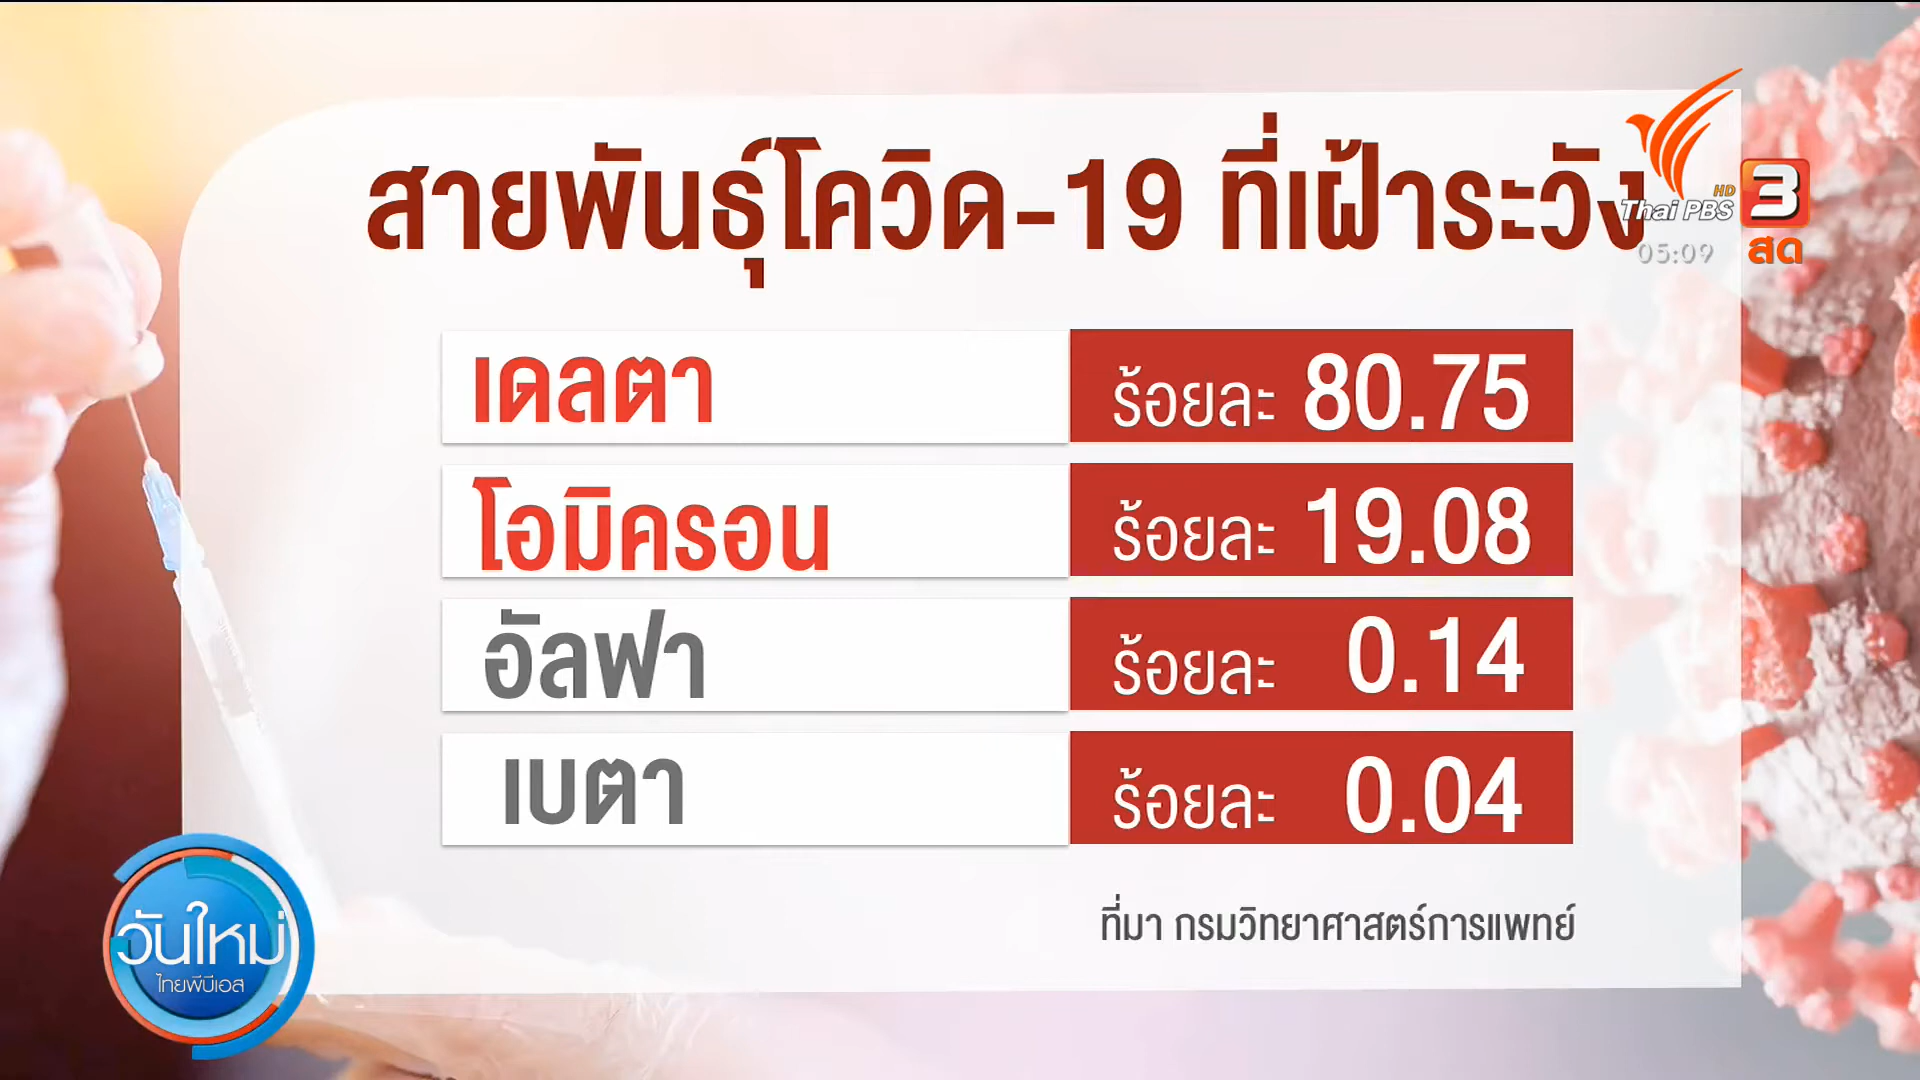 สายพันธุ์โควิด-19 ที่เฝ้าระวัง
HD
Thai PBS 3
05:09 สด
เดลตา ร้อยละ 80.75
โอมิครอน ร้อยละ 19.08
อัลฟา ร้อยละ 0.14
เบตา ร้อยละ 0.04
ที่มา กรมวิทยาศาสตร์การแพทย์
วันใหม่
ไทยพีบีเอส